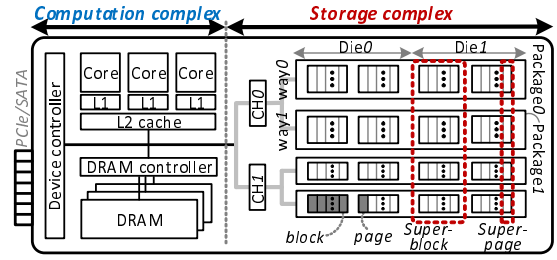 Computation complex
Storage complex
PCIe/SATA
Device controller
Core Core Core
L1 L1 L1
L2 cache
DRAM controller
DRAM
CH0
CH1
way0
way1
Die0
Die1
Package0
Package1
block
page
Super-
block
Super-
page